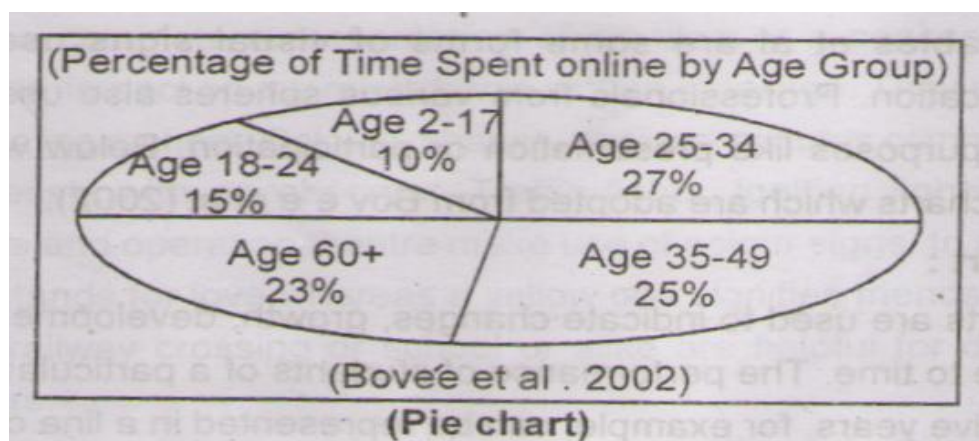 (Percentage of Time Spent online by Age Group)
Age 2-17
10%
Age 25-34
27%
Age 18-24
15%
Age 60+
23%
Age 35-49
25%
(Bovee et al . 2002)
(Pie chart)